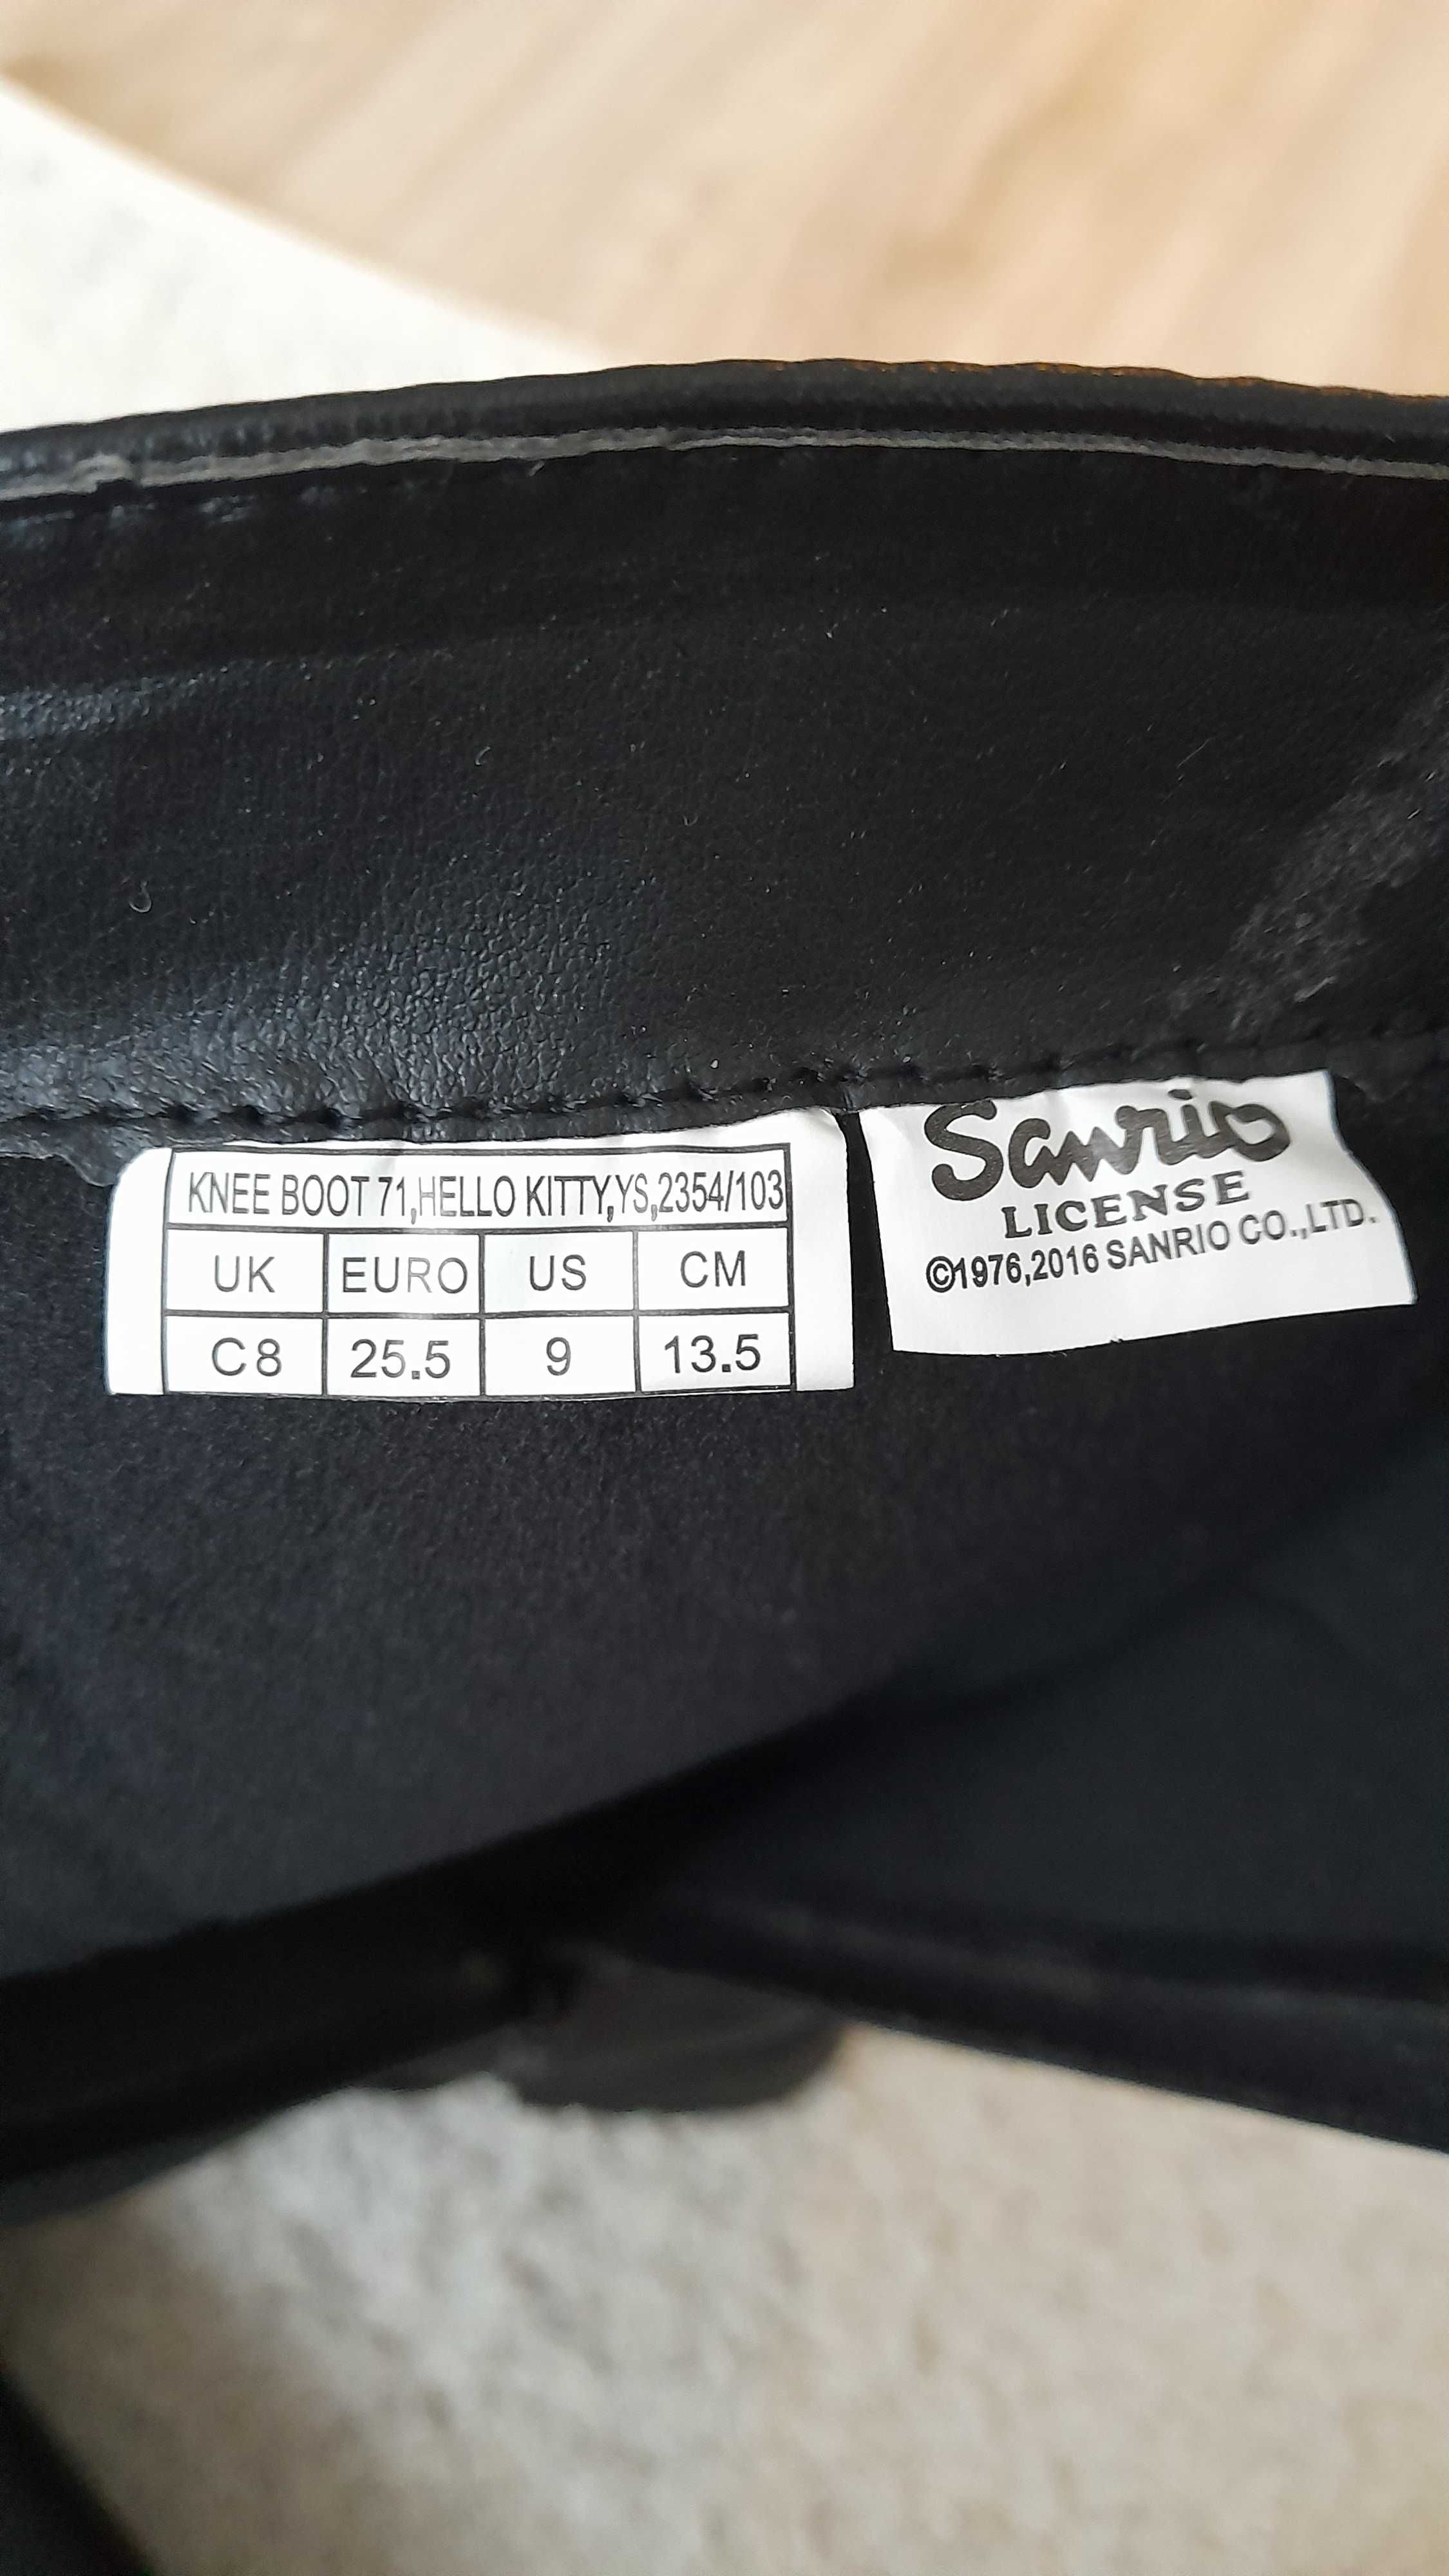 KNEE BOOT 71,HELLO KITTY,YS,2354/103
UK EURO US CM
C8 25.5 9 13.5
Sanrio
LICENSE
©1976,2016 SANRIO CO.,LTD.